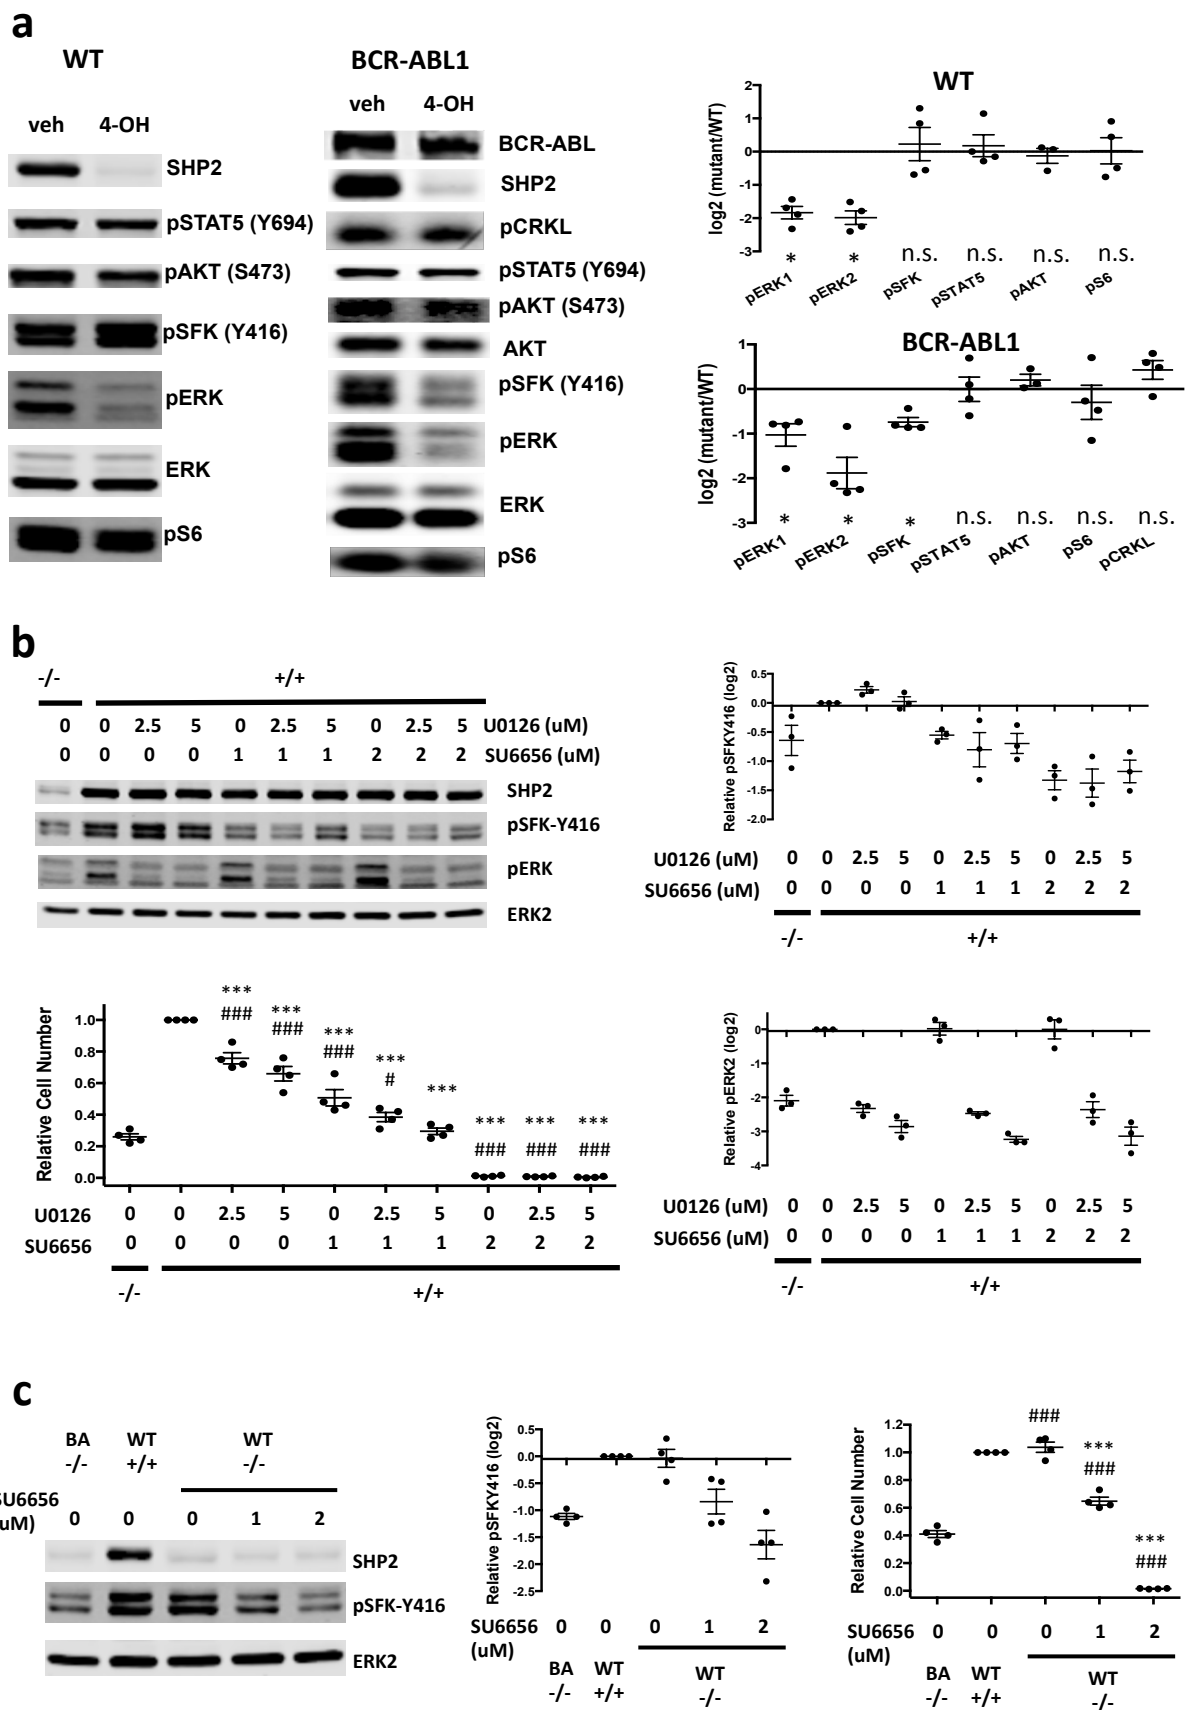 a
WT
veh 4-OH
SHP2
pSTAT5 (Y694)
pAKT (S473)
pSFK (Y416)
pERK
ERK
pS6
BCR-ABL1
veh 4-OH
BCR-ABL
SHP2
pCRKL
pSTAT5 (Y694)
pAKT (S473)
AKT
pSFK (Y416)
pERK
ERK
pS6
WT
log2 (mutant/WT)
2
1
0
-1
-2
-3
* * n.s. n.s. n.s. n.s.
pERK1 pERK2 pSFK pSTAT5 pAKT pS6
BCR-ABL1
log2 (mutant/WT)
1
0
-1
-2
-3
* * * n.s. n.s. n.s. n.s.
pERK1 pERK2 pSFK pSTAT5 pAKT pS6 pCRKL
b
-/- +/+
0 0 2.5 5 0 2.5 5 0 2.5 5 U0126 (uM)
0 0 0 0 1 1 1 2 2 2 SU6656 (uM)
SHP2
pSFK-Y416
pERK
ERK2
Relative pSFKY416 (log2)
0.5
0.0
-0.5
-1.0
-1.5
-2.0
U0126 (uM) 0 0 2.5 5 0 2.5 5 0 2.5 5
SU6656 (uM) 0 0 0 0 1 1 1 2 2 2
-/- +/+
Relative Cell Number
1.0
0.8
0.6
0.4
0.2
0.0
*** *** *** *** *** *** *** ***
### ### ### # ### ### ###
U0126 0 0 2.5 5 0 2.5 5 0 2.5 5
SU6656 0 0 0 0 1 1 1 2 2 2
-/- +/+
Relative pERK2 (log2)
0
-1
-2
-3
-4
U0126 (uM) 0 0 2.5 5 0 2.5 5 0 2.5 5
SU6656 (uM) 0 0 0 0 1 1 1 2 2 2
-/- +/+
c
BA WT WT
-/- +/+ -/-
SU6656
uM) 0 0 0 1 2
SHP2
pSFK-Y416
ERK2
Relative pSFKY416 (log2)
0.5
0.0
-0.5
-1.0
-1.5
-2.0
-2.5
SU6656 0 0 0 1 2
(uM)
BA WT WT
-/- +/+ -/-
Relative Cell Number
1.2
1.0
0.8
0.6
0.4
0.2
0.0
### *** ***
### ###
SU6656 0 0 0 1 2
(uM)
BA WT WT
-/- +/+ -/-